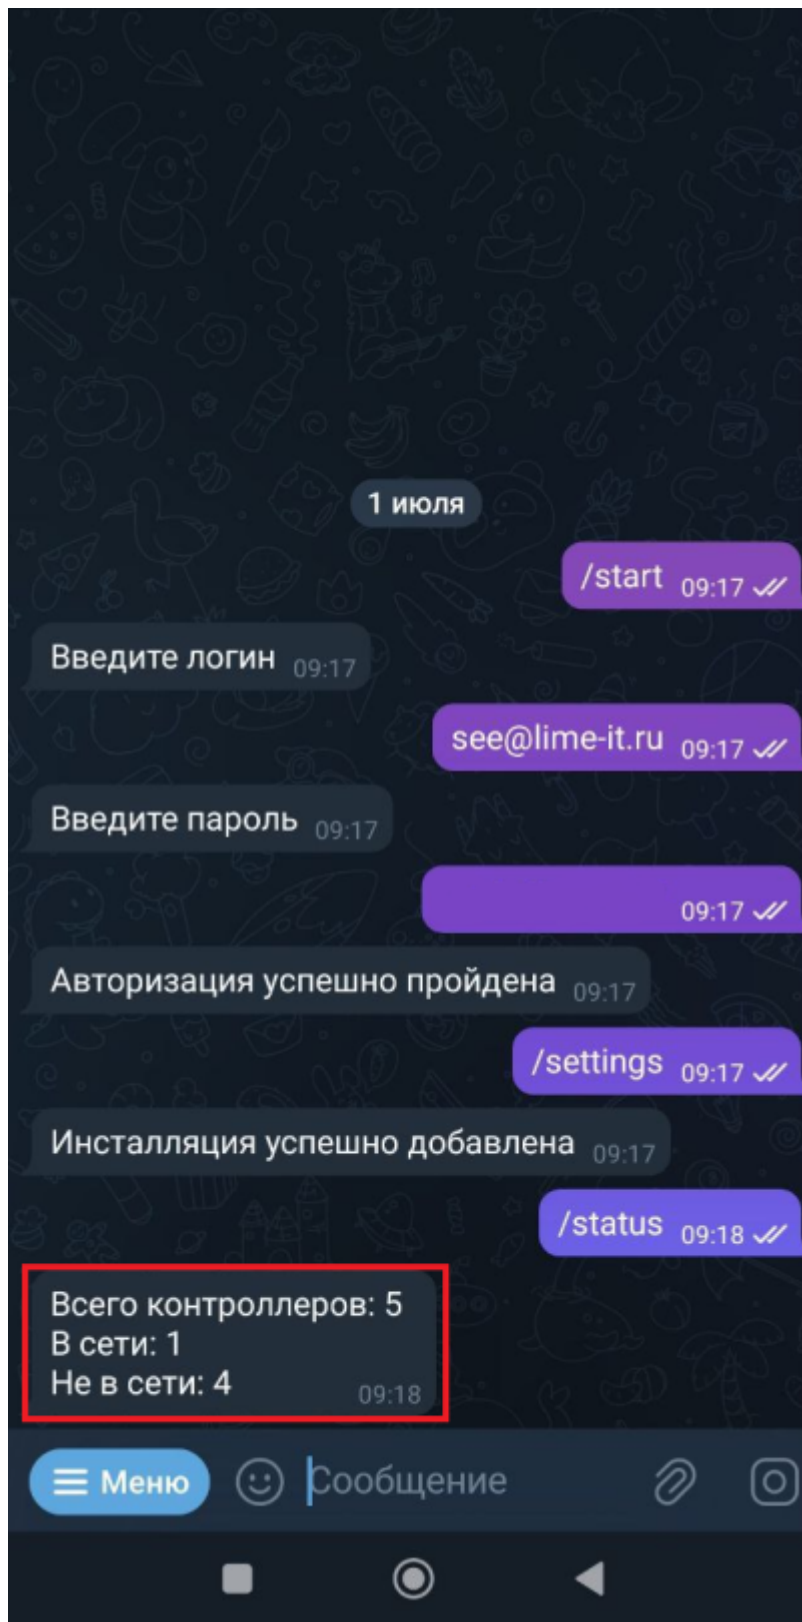 1 июля
/start 09:17
Введите логин 09:17
see@lime-it.ru 09:17
Введите пароль 09:17
09:17
Авторизация успешно пройдена 09:17
/settings 09:17
Инсталляция успешно добавлена 09:17
/status 09:18
Всего контроллеров: 5
В сети: 1
Не в сети: 4 09:18
Меню Сообщение